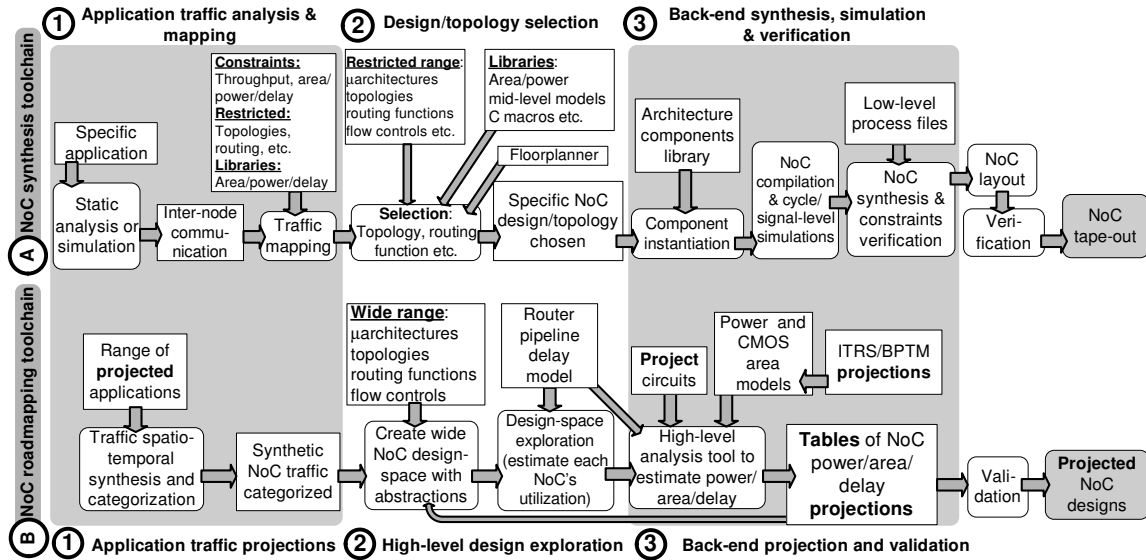 1 Application traffic analysis &
mapping
2 Design/topology selection
3 Back-end synthesis, simulation
& verification
A NoC synthesis toolchain
Specific
application
Static
analysis or
simulation
Inter-node
commu-
nication
Constraints:
Throughput, area/
power/delay
Restricted:
Topologies,
routing, etc.
Libraries:
Area/power/delay
Traffic
mapping
Restricted range:
μarchitectures
topologies
routing functions
flow controls etc.
Libraries:
Area/power
mid-level models
C macros etc.
Floorplanner
Selection:
Topology, routing
function etc.
Specific NoC
design/topology
chosen
Architecture
components
library
Component
instantiation
NoC
compilation
& cycle/
signal-level
simulations
Low-level
process files
NoC
synthesis &
constraints
verification
NoC
layout
Veri-
fication
NoC
tape-out
B NoC roadmapping toolchain
Range of
projected
applications
Traffic spatio-
temporal
synthesis and
categorization
Synthetic
NoC traffic
categorized
Wide range:
μarchitectures
topologies
routing functions
flow controls
Create wide
NoC design-
space with
abstractions
Router
pipeline
delay
model
Design-space
exploration
(estimate each
NoC's
utilization)
Project
circuits
Power and
CMOS
area
models
ITRS/BPTM
projections
High-level
analysis tool to
estimate power/
area/delay
Tables of NoC
power/area/
delay
projections
Vali-
dation
Projected
NoC
designs
1 Application traffic projections
2 High-level design exploration
3 Back-end projection and validation